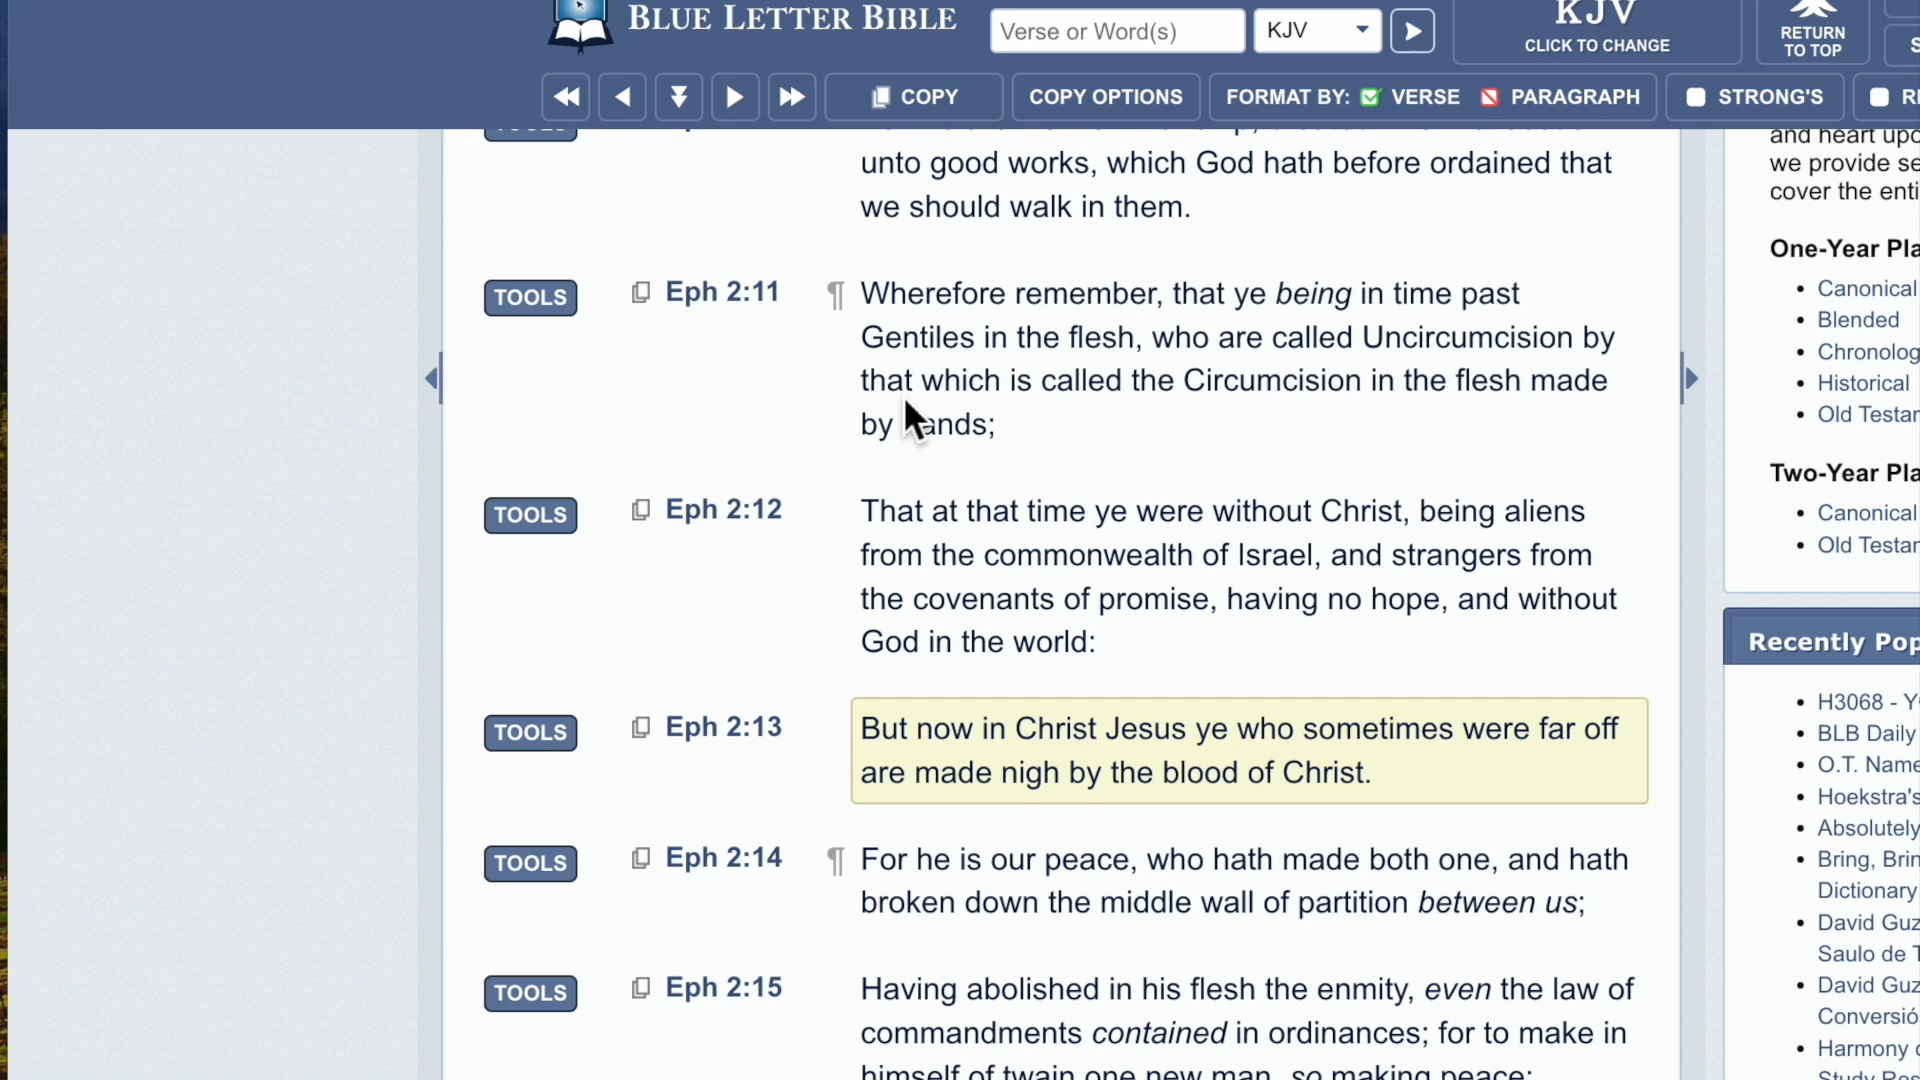 BLUE LETTER BIBLE
Verse or Word(s)
KJV
KJV
CLICK TO CHANGE
RETURN
TO TOP
COPY
COPY OPTIONS
FORMAT BY: VERSE PARAGRAPH
STRONG'S
unto good works, which God hath before ordained that
we should walk in them.
TOOLS
Eph 2:11
¶ Wherefore remember, that ye being in time past
Gentiles in the flesh, who are called Uncircumcision by
that which is called the Circumcision in the flesh made
by hands;
TOOLS
Eph 2:12
That at that time ye were without Christ, being aliens
from the commonwealth of Israel, and strangers from
the covenants of promise, having no hope, and without
God in the world:
TOOLS
Eph 2:13
But now in Christ Jesus ye who sometimes were far off
are made nigh by the blood of Christ.
TOOLS
Eph 2:14
¶ For he is our peace, who hath made both one, and hath
broken down the middle wall of partition between us;
TOOLS
Eph 2:15
Having abolished in his flesh the enmity, even the law of
commandments contained in ordinances; for to make in
himself of twain one new man, so making peace;
and heart upo
we provide se
cover the enti
One-Year Pla
• Canonical
• Blended
• Chronolog
• Historical
• Old Testar
Two-Year Pla
• Canonical
• Old Testar
Recently Pop
• H3068 - Y
• BLB Daily
• O.T. Name
• Hoekstra's
• Absolutely
• Bring, Brin
Dictionary
• David Guz
Saulo de T
• David Guz
Conversió
• Harmony